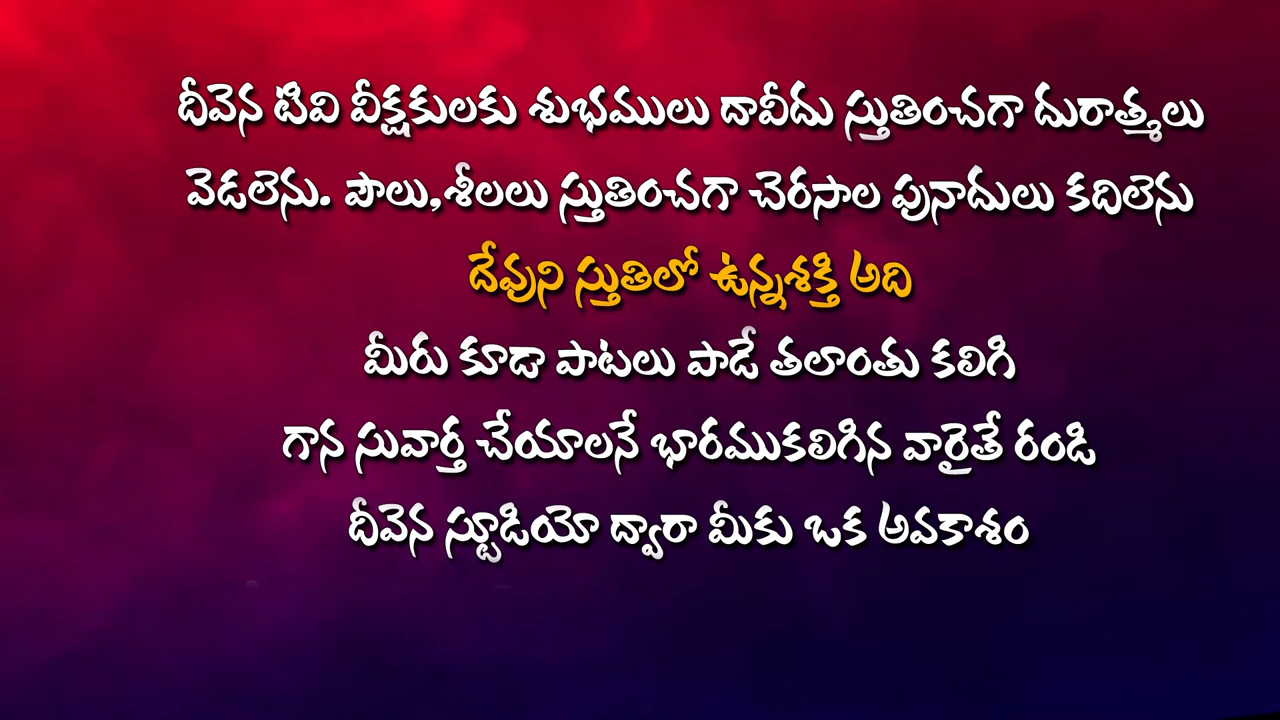 దీవెన టివి వీక్షకులకు శుభములు దావీదు స్తుతించగా దురాత్మలు
వెడలెను. పౌలు,శీలలు స్తుతించగా చెరసాల పునాదులు కదిలెను
దేవుని స్తుతిలో ఉన్నశక్తి అది
మీరు కూడా పాటలు పాడే తలాంతు కలిగి
గాన సువార్త చేయాలనే భారముకలిగిన వారైతే రండి
దీవెన స్టూడియో ద్వారా మీకు ఒక అవకాశం